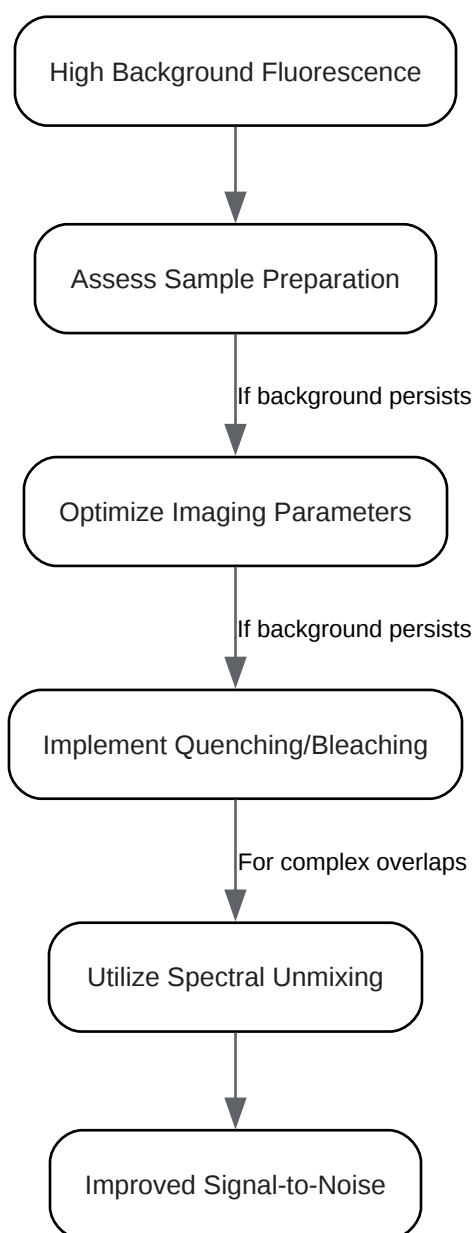 High Background Fluorescence
Assess Sample Preparation
If background persists
Optimize Imaging Parameters
If background persists
Implement Quenching/Bleaching
For complex overlaps
Utilize Spectral Unmixing
Improved Signal-to-Noise